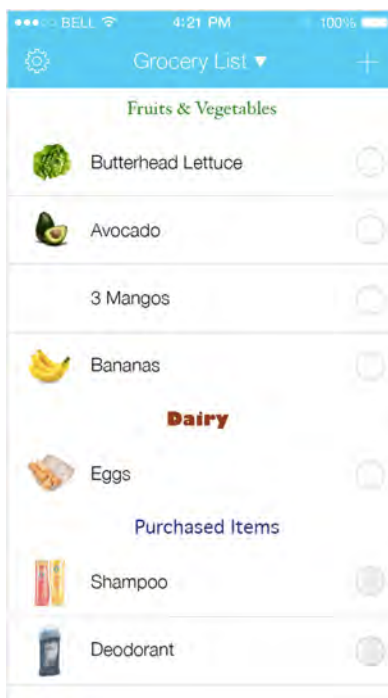 BELL 4:21 PM 100%
Grocery List ▼
Fruits & Vegetables
Butterhead Lettuce
Avocado
3 Mangos
Bananas
Dairy
Eggs
Purchased Items
Shampoo
Deodorant